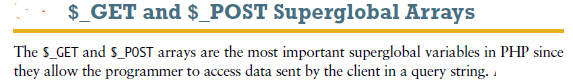 $_GET and $_POST Superglobal Arrays
The $_GET and $_POST arrays are the most important superglobal variables in PHP since
they allow the programmer to access data sent by the client in a query string.